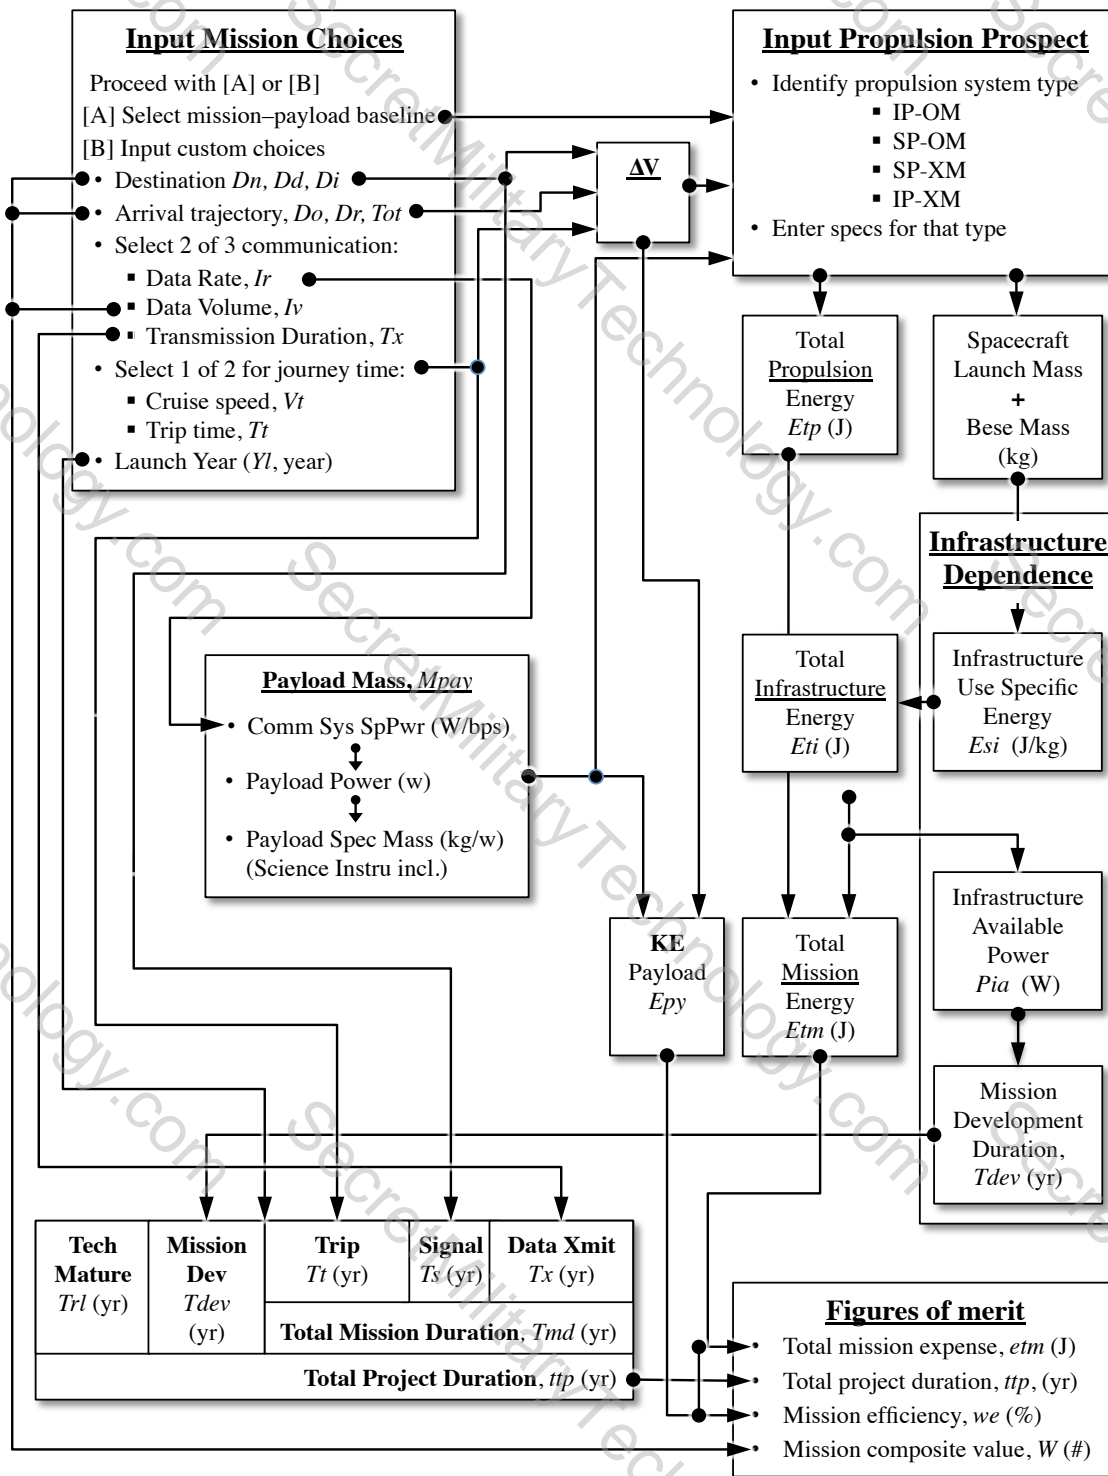 Input Mission Choices
Proceed with [A] or [B]
[A] Select mission–payload baseline
[B] Input custom choices
• Destination Dn, Dd, Di
• Arrival trajectory, Do, Dr, Tot
• Select 2 of 3 communication:
▪ Data Rate, Ir
▪ Data Volume, Iv
▪ Transmission Duration, Tx
• Select 1 of 2 for journey time:
▪ Cruise speed, Vt
▪ Trip time, Tt
• Launch Year (Yl, year)
ΔV
Input Propulsion Prospect
• Identify propulsion system type
▪ IP-OM
▪ SP-OM
▪ SP-XM
▪ IP-XM
• Enter specs for that type
Total
Propulsion
Energy
Etp (J)
Spacecraft
Launch Mass
+
Bese Mass
(kg)
Infrastructure
Dependence
Payload Mass, Mpay
• Comm Sys SpPwr (W/bps)
• Payload Power (w)
• Payload Spec Mass (kg/w)
(Science Instru incl.)
Total
Infrastructure
Energy
Eti (J)
Infrastructure
Use Specific
Energy
Esi (J/kg)
KE
Payload
Epy
Total
Mission
Energy
Etm (J)
Infrastructure
Available
Power
Pia (W)
Mission
Development
Duration,
Tdev (yr)
Tech
Mature
Trl (yr)
Mission
Dev
Tdev
(yr)
Trip
Tt (yr)
Signal
Ts (yr)
Data Xmit
Tx (yr)
Total Mission Duration, Tmd (yr)
Total Project Duration, ttp (yr)
Figures of merit
• Total mission expense, etm (J)
• Total project duration, ttp, (yr)
• Mission efficiency, we (%)
• Mission composite value, W (#)
SecretMilitaryTechnology.com
SecretMilitaryTechnology.com
SecretMilitaryTechnology.com